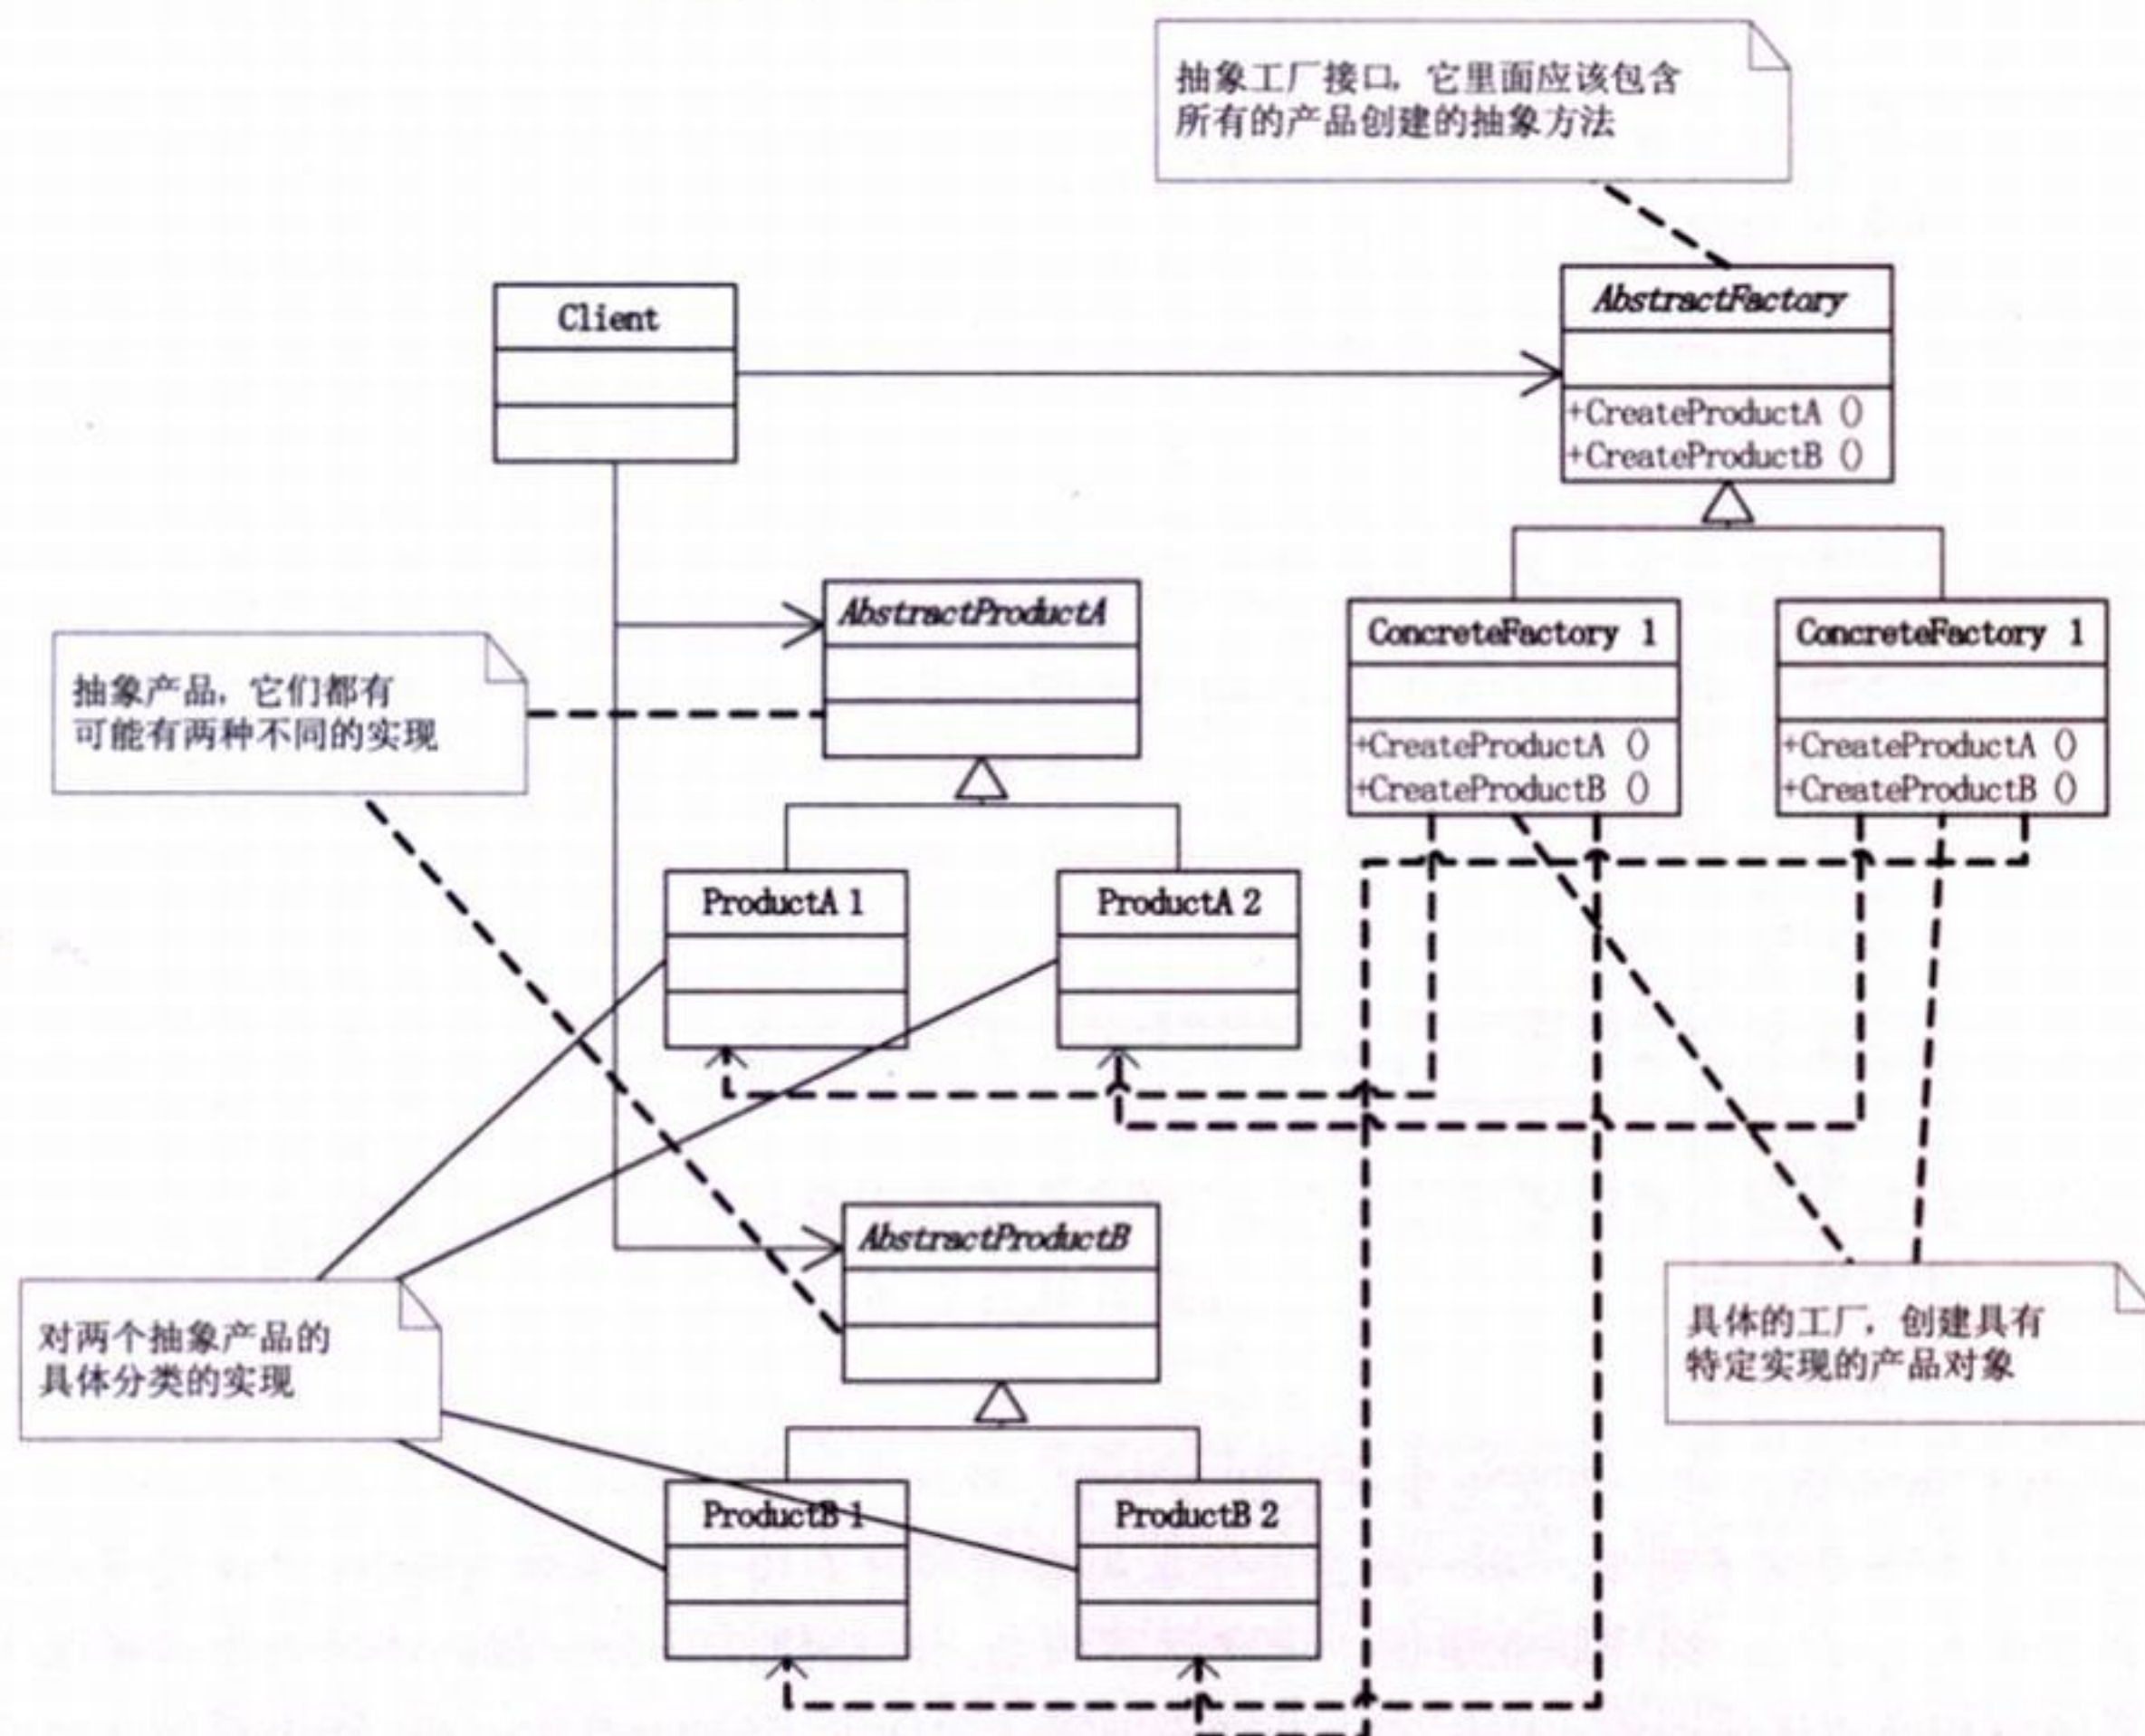 抽象工厂接口, 它里面应该包含
所有的产品创建的抽象方法
Client
AbstractFactory
+CreateProductA ()
+CreateProductB ()
AbstractProductA
ConcreteFactory 1
+CreateProductA ()
+CreateProductB ()
ConcreteFactory 1
+CreateProductA ()
+CreateProductB ()
抽象产品, 它们都有
可能有两种不同的实现
ProductA 1
ProductA 2
AbstractProductB
对两个抽象产品的
具体分类的实现
具体的工厂, 创建具有
特定实现的产品对象
ProductB 1
ProductB 2